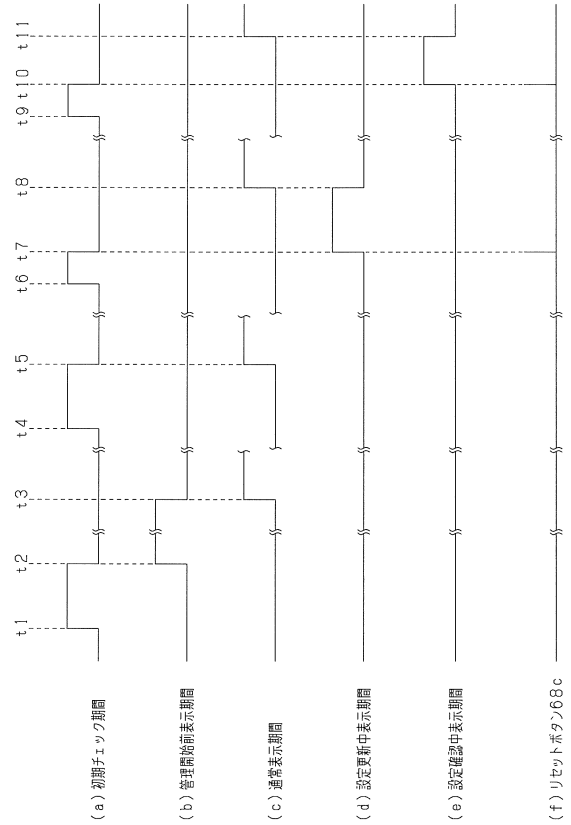 t1 t2 t3 t4 t5 t6 t7 t8 t9 t10 t11
(a)初期チェック期間
(b)管理開始前表示期間
(c)通常表示期間
(d)設定更新中表示期間
(e)設定確認中表示期間
(f)リセットボタン68c